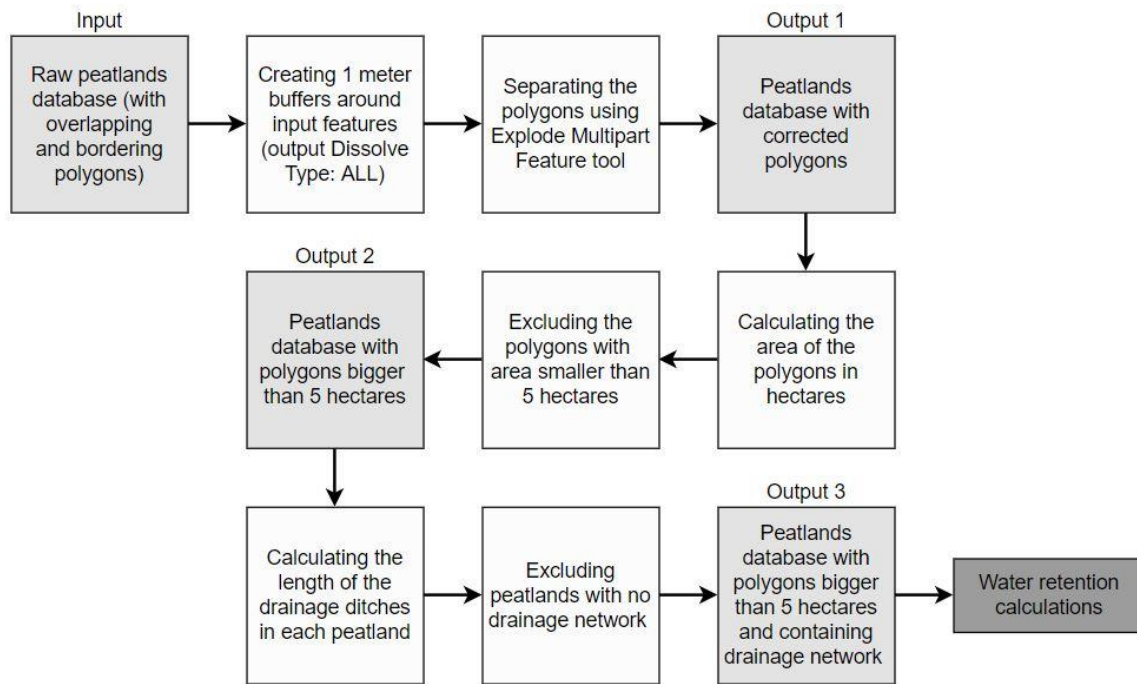 Input
Raw peatlands
database (with
overlapping
and bordering
polygons)
Creating 1 meter
buffers around
input features
(output Dissolve
Type: ALL)
Separating the
polygons using
Explode Multipart
Feature tool
Output 1
Peatlands
database with
corrected
polygons
Calculating the
area of the
polygons in
hectares
Excluding the
polygons with
area smaller than
5 hectares
Output 2
Peatlands
database with
polygons bigger
than 5 hectares
Calculating the
length of the
drainage ditches
in each peatland
Excluding
peatlands with no
drainage network
Output 3
Peatlands
database with
polygons bigger
than 5 hectares
and containing
drainage network
Water retention
calculations